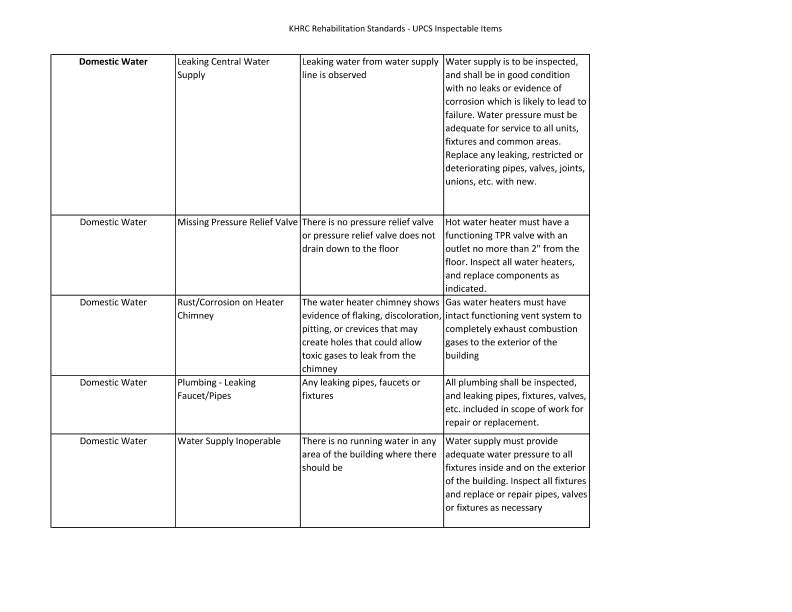 KHRC Rehabilitation Standards - UPCS Inspectable Items
Domestic Water
Leaking Central Water
Supply
Leaking water from water supply
line is observed
Water supply is to be inspected,
and shall be in good condition
with no leaks or evidence of
corrosion which is likely to lead to
failure. Water pressure must be
adequate for service to all units,
fixtures and common areas.
Replace any leaking, restricted or
deteriorating pipes, valves, joints,
unions, etc. with new.
Domestic Water
Missing Pressure Relief Valve
There is no pressure relief valve
or pressure relief valve does not
drain down to the floor
Hot water heater must have a
functioning TPR valve with an
outlet no more than 2" from the
floor. Inspect all water heaters,
and replace components as
indicated.
Domestic Water
Rust/Corrosion on Heater
Chimney
The water heater chimney shows
evidence of flaking, discoloration,
pitting, or crevices that may
create holes that could allow
toxic gases to leak from the
chimney
Gas water heaters must have
intact functioning vent system to
completely exhaust combustion
gases to the exterior of the
building
Domestic Water
Plumbing - Leaking
Faucet/Pipes
Any leaking pipes, faucets or
fixtures
All plumbing shall be inspected,
and leaking pipes, fixtures, valves,
etc. included in scope of work for
repair or replacement.
Domestic Water
Water Supply Inoperable
There is no running water in any
area of the building where there
should be
Water supply must provide
adequate water pressure to all
fixtures inside and on the exterior
of the building. Inspect all fixtures
and replace or repair pipes, valves
or fixtures as necessary